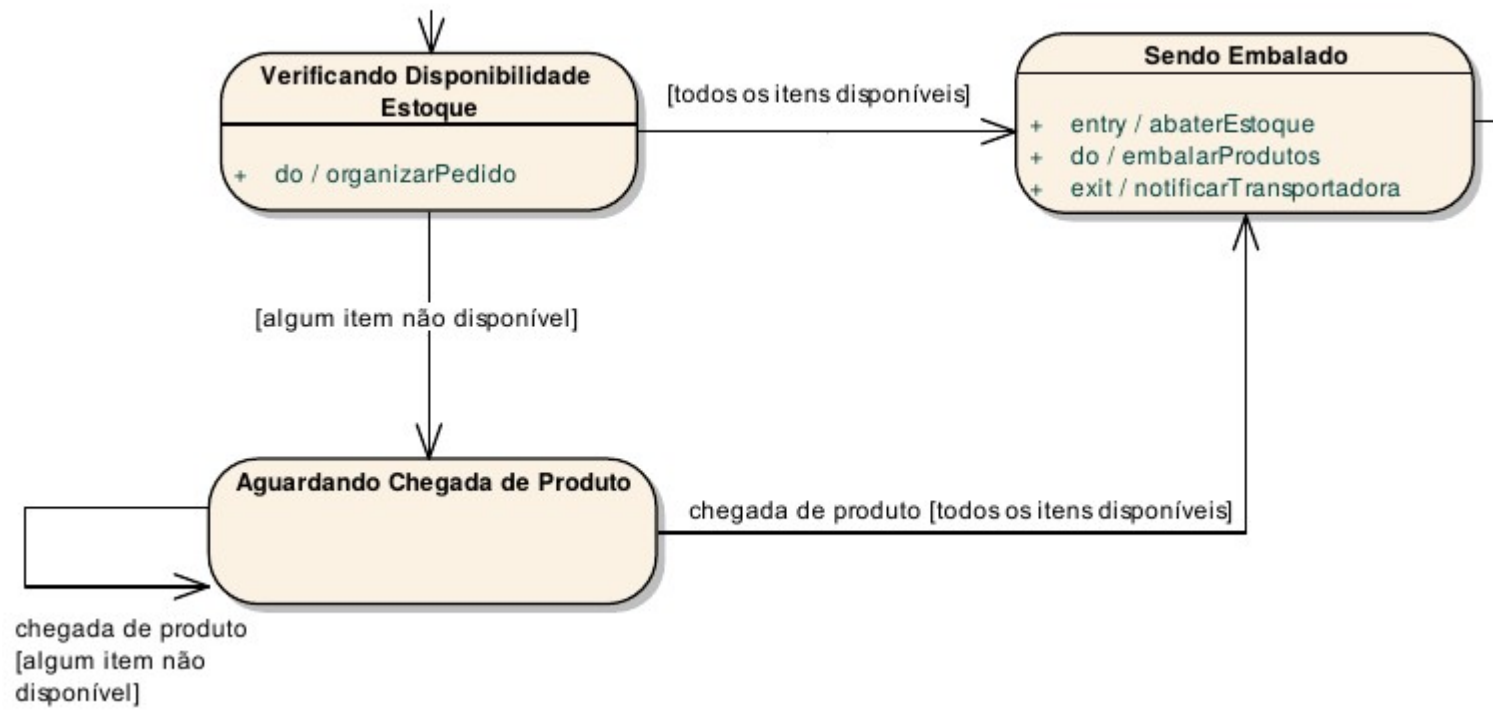 Verificando Disponibilidade
Estoque
+ do / organizarPedido
[todos os itens disponíveis]
Sendo Embalado
+ entry / abaterEstoque
+ do / embalarProdutos
+ exit / notificarTransportadora
[algum item não disponível]
Aguardando Chegada de Produto
chegada de produto [todos os itens disponíveis]
chegada de produto
[algum item não
disponível]